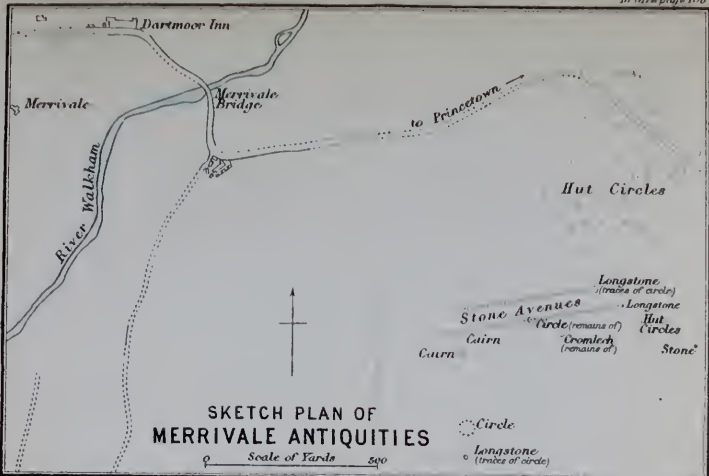 Dartmoor Inn
Merrivale
Merrivale
Bridge
to Princetown
River Walkham
Hut Circles
Longstone
(traces of circle)
Stone Avenues
Longstone
Circle (remains of)
Hut
Circles
Cairn
Cromlech
(remains of)
Stone
Cairn
SKETCH PLAN OF
MERRIVALE ANTIQUITIES
Scale of Yards
0 500
Circle
Longstone
(traces of circle)